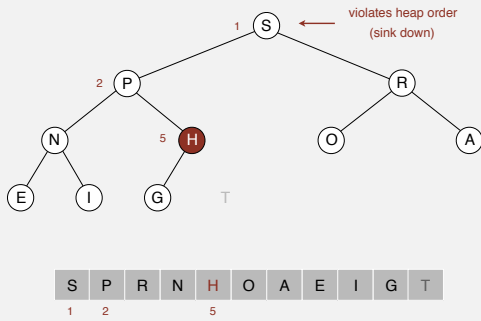 violates heap order
(sink down)
1 S
2 P R
N 5 H O A
E I G T
S P R N H O A E I G T
1 2 5